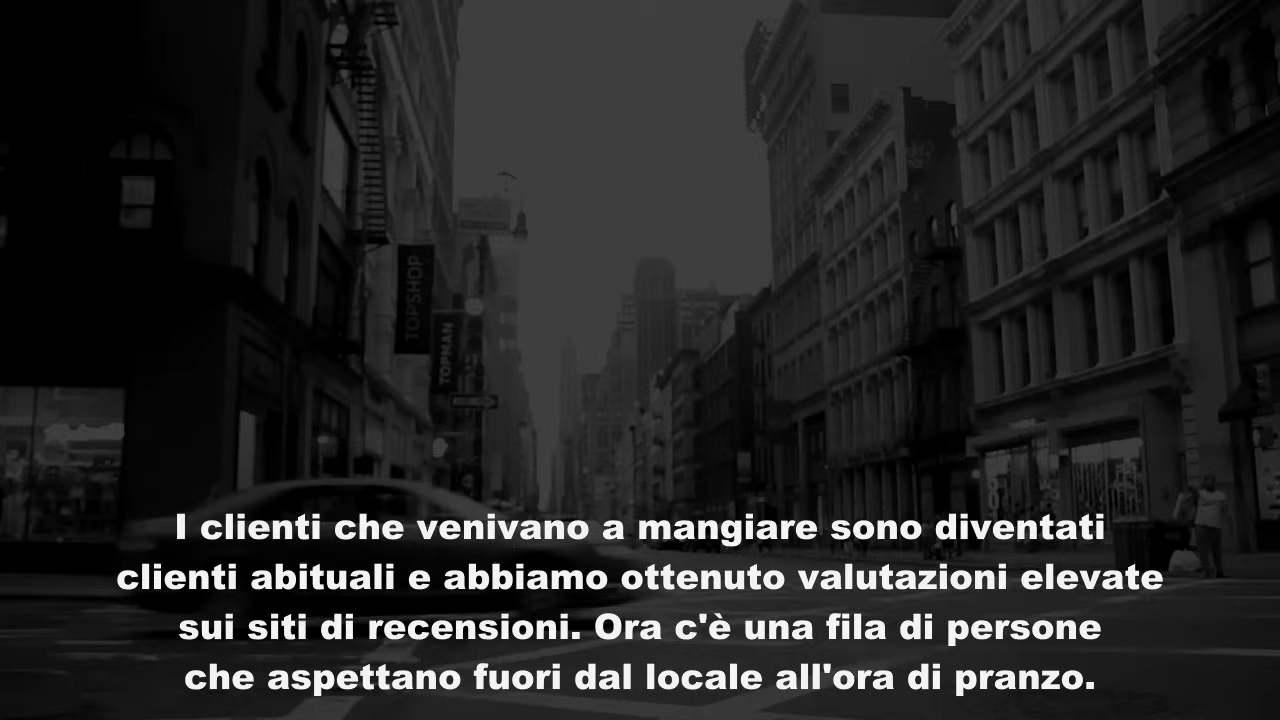 TOPSHOP
TOPMAN
I clienti che venivano a mangiare sono diventati
clienti abituali e abbiamo ottenuto valutazioni elevate
sui siti di recensioni. Ora c'è una fila di persone
che aspettano fuori dal locale all'ora di pranzo.